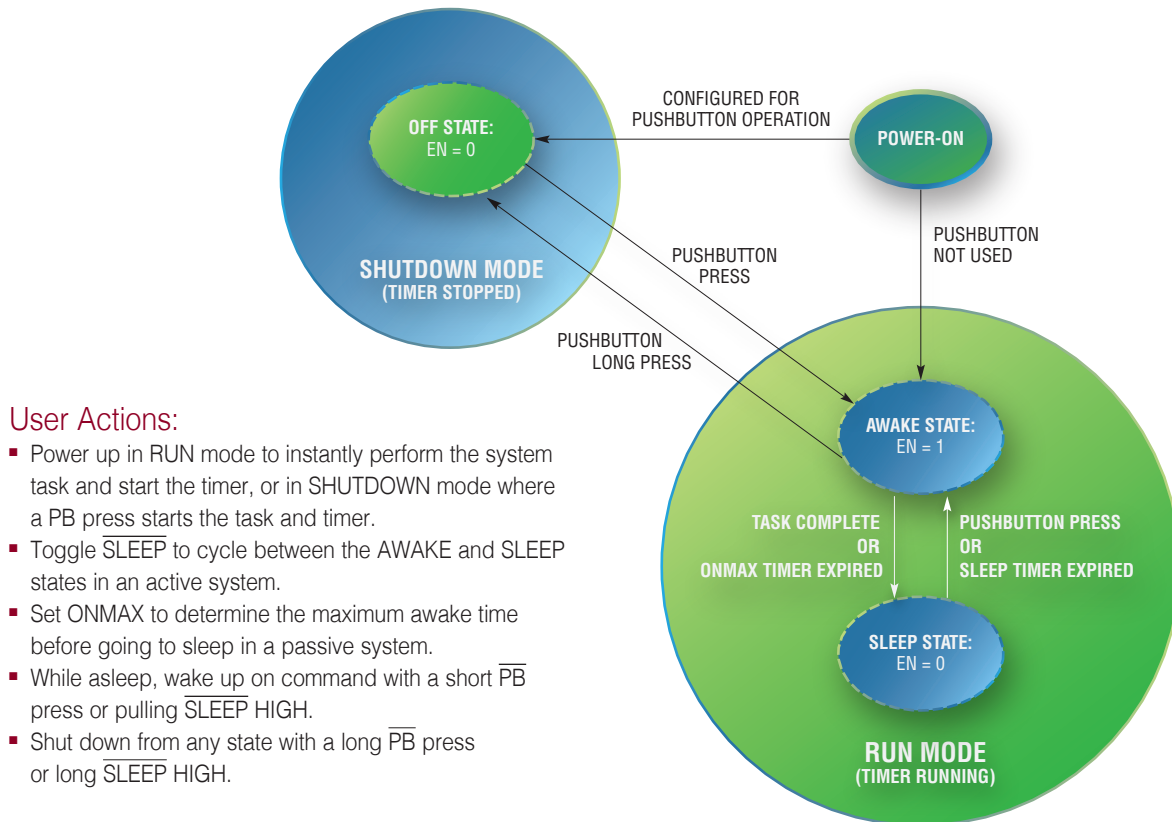 CONFIGURED FOR
PUSHBUTTON OPERATION
OFF STATE:
EN = 0
POWER-ON
PUSHBUTTON
NOT USED
PUSHBUTTON
PRESS
SHUTDOWN MODE
(TIMER STOPPED)
PUSHBUTTON
LONG PRESS
AWAKE STATE:
EN = 1
TASK COMPLETE
OR
ONMAX TIMER EXPIRED
PUSHBUTTON PRESS
OR
SLEEP TIMER EXPIRED
SLEEP STATE:
EN = 0
RUN MODE
(TIMER RUNNING)
User Actions:
▪ Power up in RUN mode to instantly perform the system
task and start the timer, or in SHUTDOWN mode where
a PB press starts the task and timer.
▪ Toggle S̅L̅E̅E̅P̅ to cycle between the AWAKE and SLEEP
states in an active system.
▪ Set ONMAX to determine the maximum awake time
before going to sleep in a passive system.
▪ While asleep, wake up on command with a short P̅B̅
press or pulling S̅L̅E̅E̅P̅ HIGH.
▪ Shut down from any state with a long P̅B̅ press
or long S̅L̅E̅E̅P̅ HIGH.